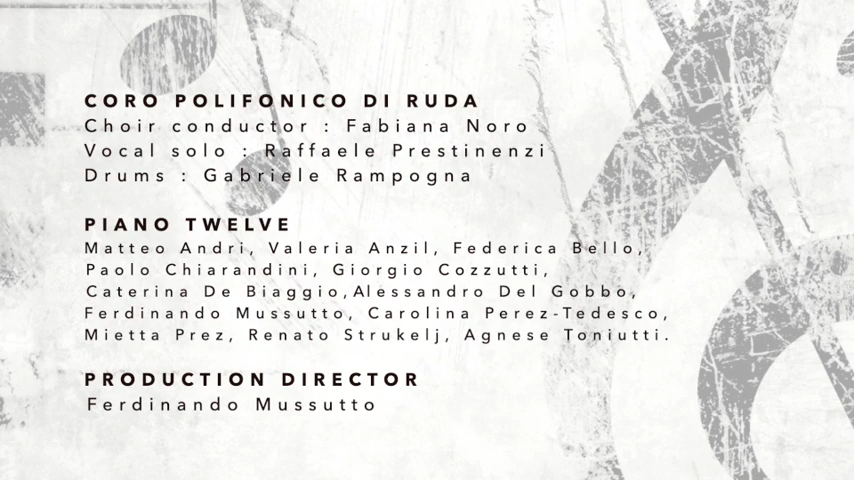 CORO POLIFONICO DI RUDA
Choir conductor : Fabiana Noro
Vocal solo : Raffaele Prestinenzi
Drums : Gabriele Rampogna
PIANO TWELVE
Matteo Andri, Valeria Anzil, Federica Bello,
Paolo Chiarandini, Giorgio Cozzutti,
Caterina De Biaggio,Alessandro Del Gobbo,
Ferdinando Mussutto, Carolina Perez-Tedesco,
Mietta Prez, Renato Strukelj, Agnese Toniutti.
PRODUCTION DIRECTOR
Ferdinando Mussutto